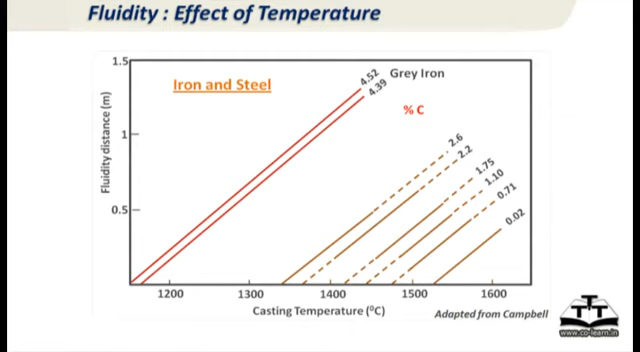 Fluidity : Effect of Temperature
1.5
Iron and Steel
4.52
4.39
Grey Iron
% C
1
0.5
Fluidity distance (m)
2.6
2.2
1.75
1.10
0.71
0.02
1200
1300
1400
1500
1600
Casting Temperature (⁰C)
Adapted from Campbell
TTT
www.co-learn.in